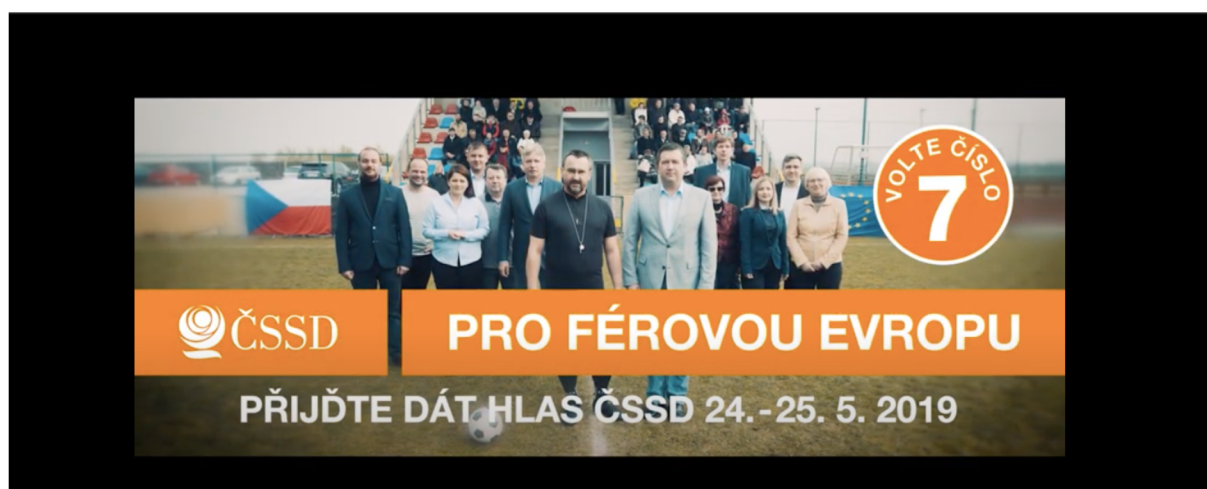 VOLTE ČÍSLO
7
ČSSD
PRO FÉROVOU EVROPU
PŘIJĎTE DÁT HLAS ČSSD 24.-25. 5. 2019